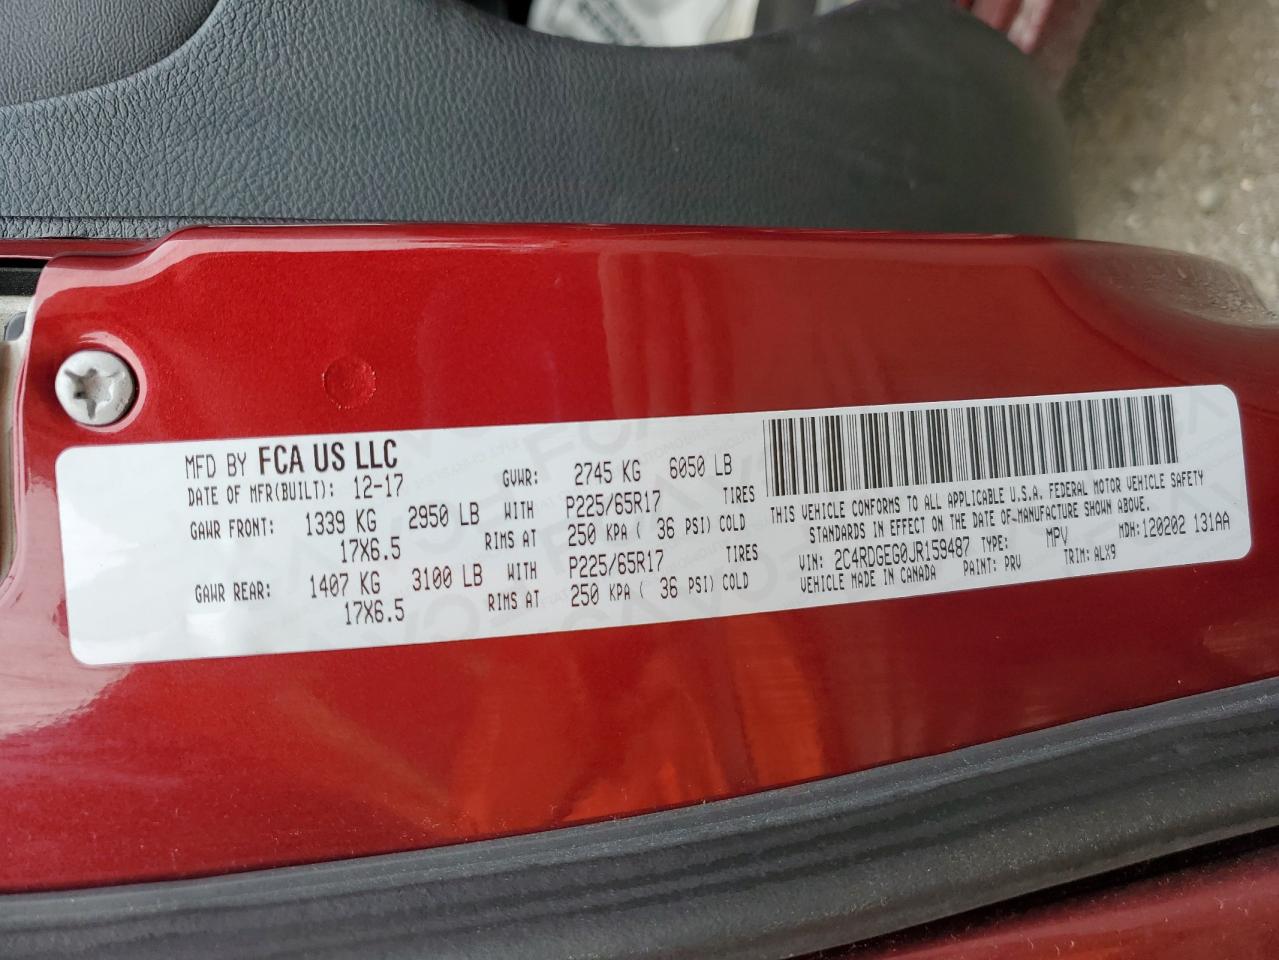 MFD BY FCA US LLC
DATE OF MFR(BUILT): 12-17
GVWR: 2745 KG 6050 LB
GAWR FRONT: 1339 KG 2950 LB WITH P225/65R17 TIRES
17X6.5 RIMS AT 250 KPA ( 36 PSI) COLD
GAWR REAR: 1407 KG 3100 LB WITH P225/65R17 TIRES
17X6.5 RIMS AT 250 KPA ( 36 PSI) COLD
THIS VEHICLE CONFORMS TO ALL APPLICABLE U.S.A. FEDERAL MOTOR VEHICLE SAFETY
STANDARDS IN EFFECT ON THE DATE OF MANUFACTURE SHOWN ABOVE.
VIN: 2C4RDGEG0JR159487 TYPE: MPV MDH:120202 131AA
VEHICLE MADE IN CANADA PAINT: PRV TRIM: ALX9